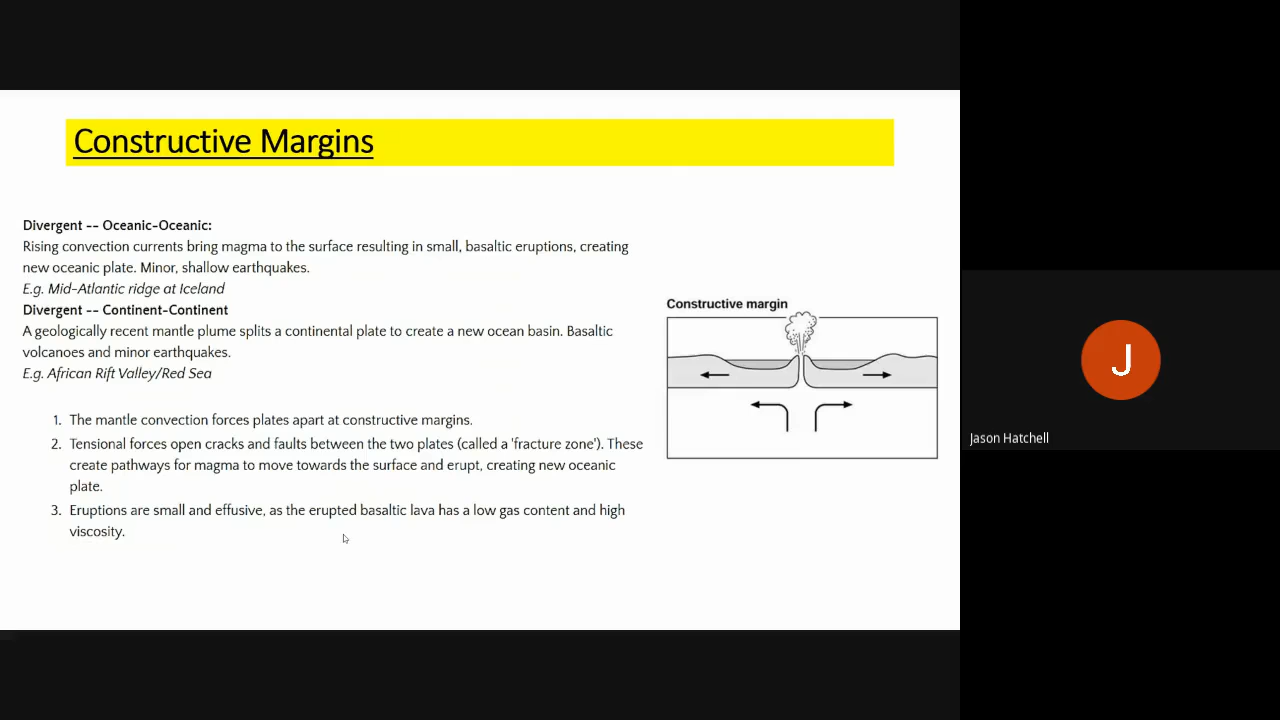 Constructive Margins
Divergent -- Oceanic-Oceanic:
Rising convection currents bring magma to the surface resulting in small, basaltic eruptions, creating
new oceanic plate. Minor, shallow earthquakes.
E.g. Mid-Atlantic ridge at Iceland
Divergent -- Continent-Continent
A geologically recent mantle plume splits a continental plate to create a new ocean basin. Basaltic
volcanoes and minor earthquakes.
E.g. African Rift Valley/Red Sea
1. The mantle convection forces plates apart at constructive margins.
2. Tensional forces open cracks and faults between the two plates (called a 'fracture zone'). These
create pathways for magma to move towards the surface and erupt, creating new oceanic
plate.
3. Eruptions are small and effusive, as the erupted basaltic lava has a low gas content and high
viscosity.
Constructive margin
J
Jason Hatchell